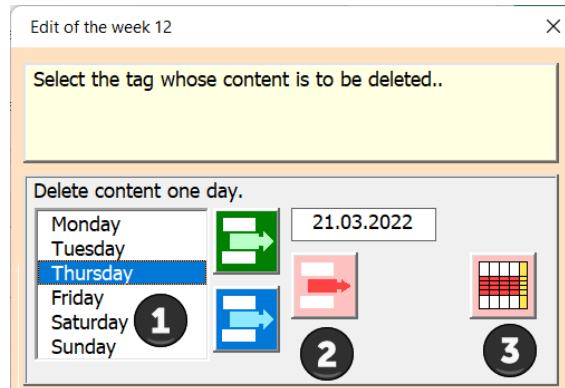 Edit of the week 12
Select the tag whose content is to be deleted..
Delete content one day.
Monday
Tuesday
Thursday
Friday
Saturday
Sunday
21.03.2022
1
2
3